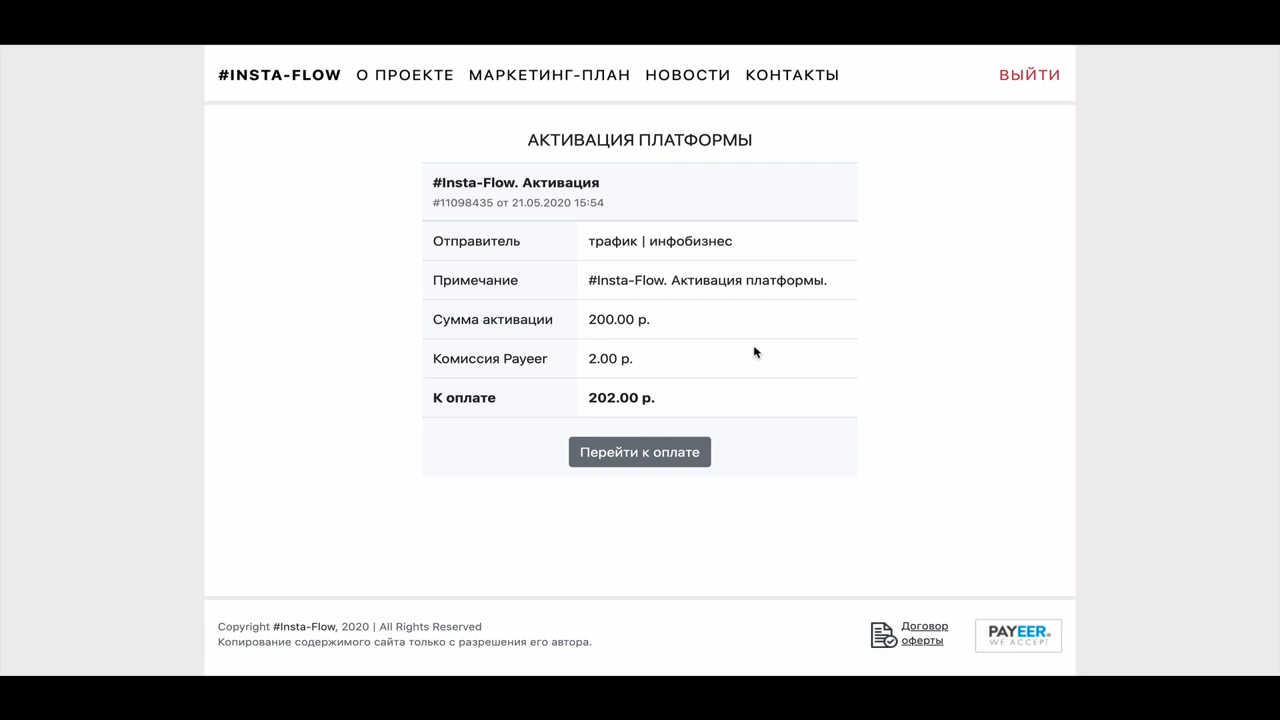 #INSTA-FLOW О ПРОЕКТЕ МАРКЕТИНГ-ПЛАН НОВОСТИ КОНТАКТЫ ВЫЙТИ
АКТИВАЦИЯ ПЛАТФОРМЫ
#Insta-Flow. Активация
#11098435 от 21.05.2020 15:54
Отправитель трафик | инфобизнес
Примечание #Insta-Flow. Активация платформы.
Сумма активации 200.00 р.
Комиссия Payeer 2.00 р.
К оплате 202.00 р.
Перейти к оплате
Copyright #Insta-Flow, 2020 | All Rights Reserved
Копирование содержимого сайта только с разрешения его автора.
Договор
оферты
PAYEER.
WE ACCEPT